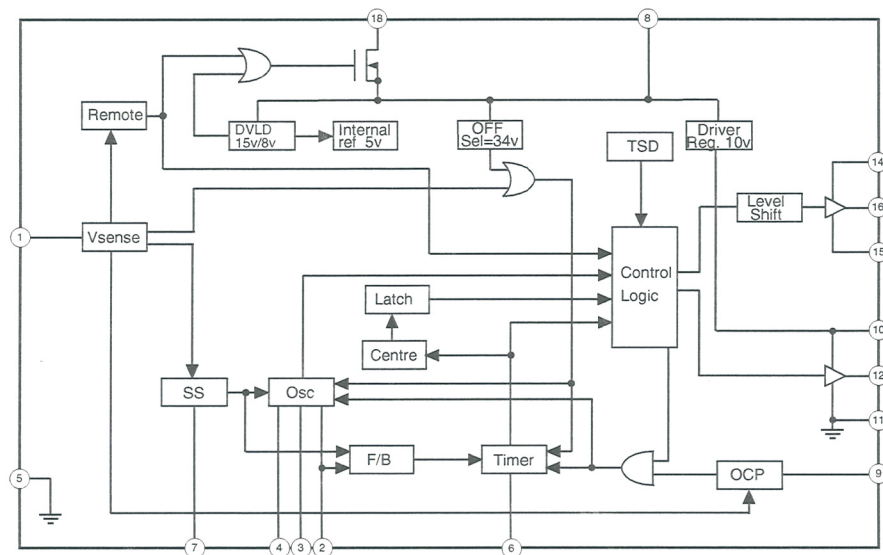 18
8
Remote
DVLD
15v/8v
Internal
ref 5v
OFF
Sel=34v
Driver
Reg. 10v
TSD
14
Level
Shift
16
1
Vsense
15
Control
Logic
Latch
10
Centre
12
SS
Osc
11
F/B
Timer
OCP
9
5
7
4
3
2
6